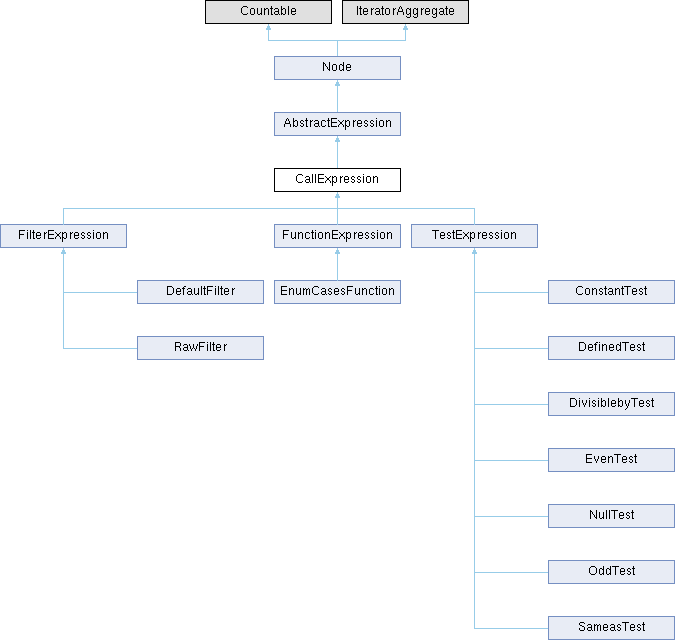 Countable
IteratorAggregate
Node
AbstractExpression
CallExpression
FilterExpression
FunctionExpression
TestExpression
DefaultFilter
EnumCasesFunction
ConstantTest
RawFilter
DefinedTest
DivisiblebyTest
EvenTest
NullTest
OddTest
SameasTest